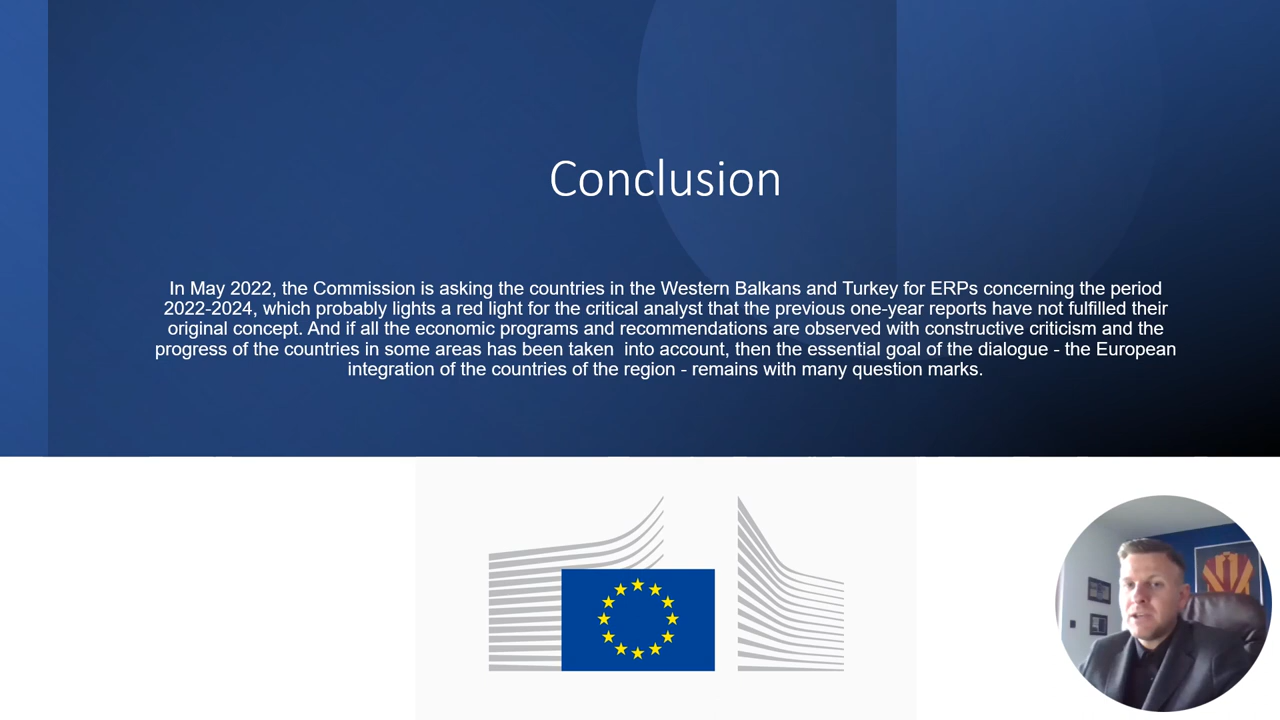 Conclusion
In May 2022, the Commission is asking the countries in the Western Balkans and Turkey for ERPs concerning the period
2022-2024, which probably lights a red light for the critical analyst that the previous one-year reports have not fulfilled their
original concept. And if all the economic programs and recommendations are observed with constructive criticism and the
progress of the countries in some areas has been taken  into account, then the essential goal of the dialogue - the European
integration of the countries of the region - remains with many question marks.